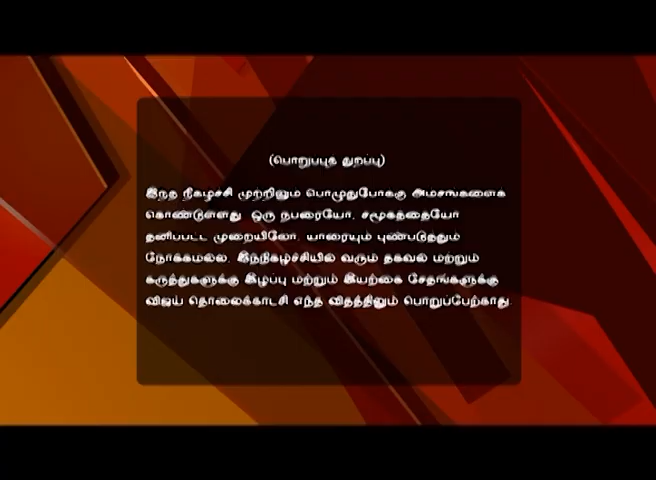 (பொறுப்புத் துறப்பு)
இந்த நிகழ்ச்சி முற்றிலும் பொழுதுபோக்கு அம்சங்களைக்
கொண்டுள்ளது. ஒரு நபரையோ, சமூகத்தையோ
தனிப்பட்ட முறையிலோ, யாரையும் புண்படுத்தும்
நோக்கமல்ல. இந்நிகழ்ச்சியில் வரும் தகவல் மற்றும்
கருத்துகளுக்கு இழப்பு மற்றும் இயற்கை சேதங்களுக்கு
விஜய் தொலைக்காட்சி எந்த விதத்திலும் பொறுப்பேற்காது.